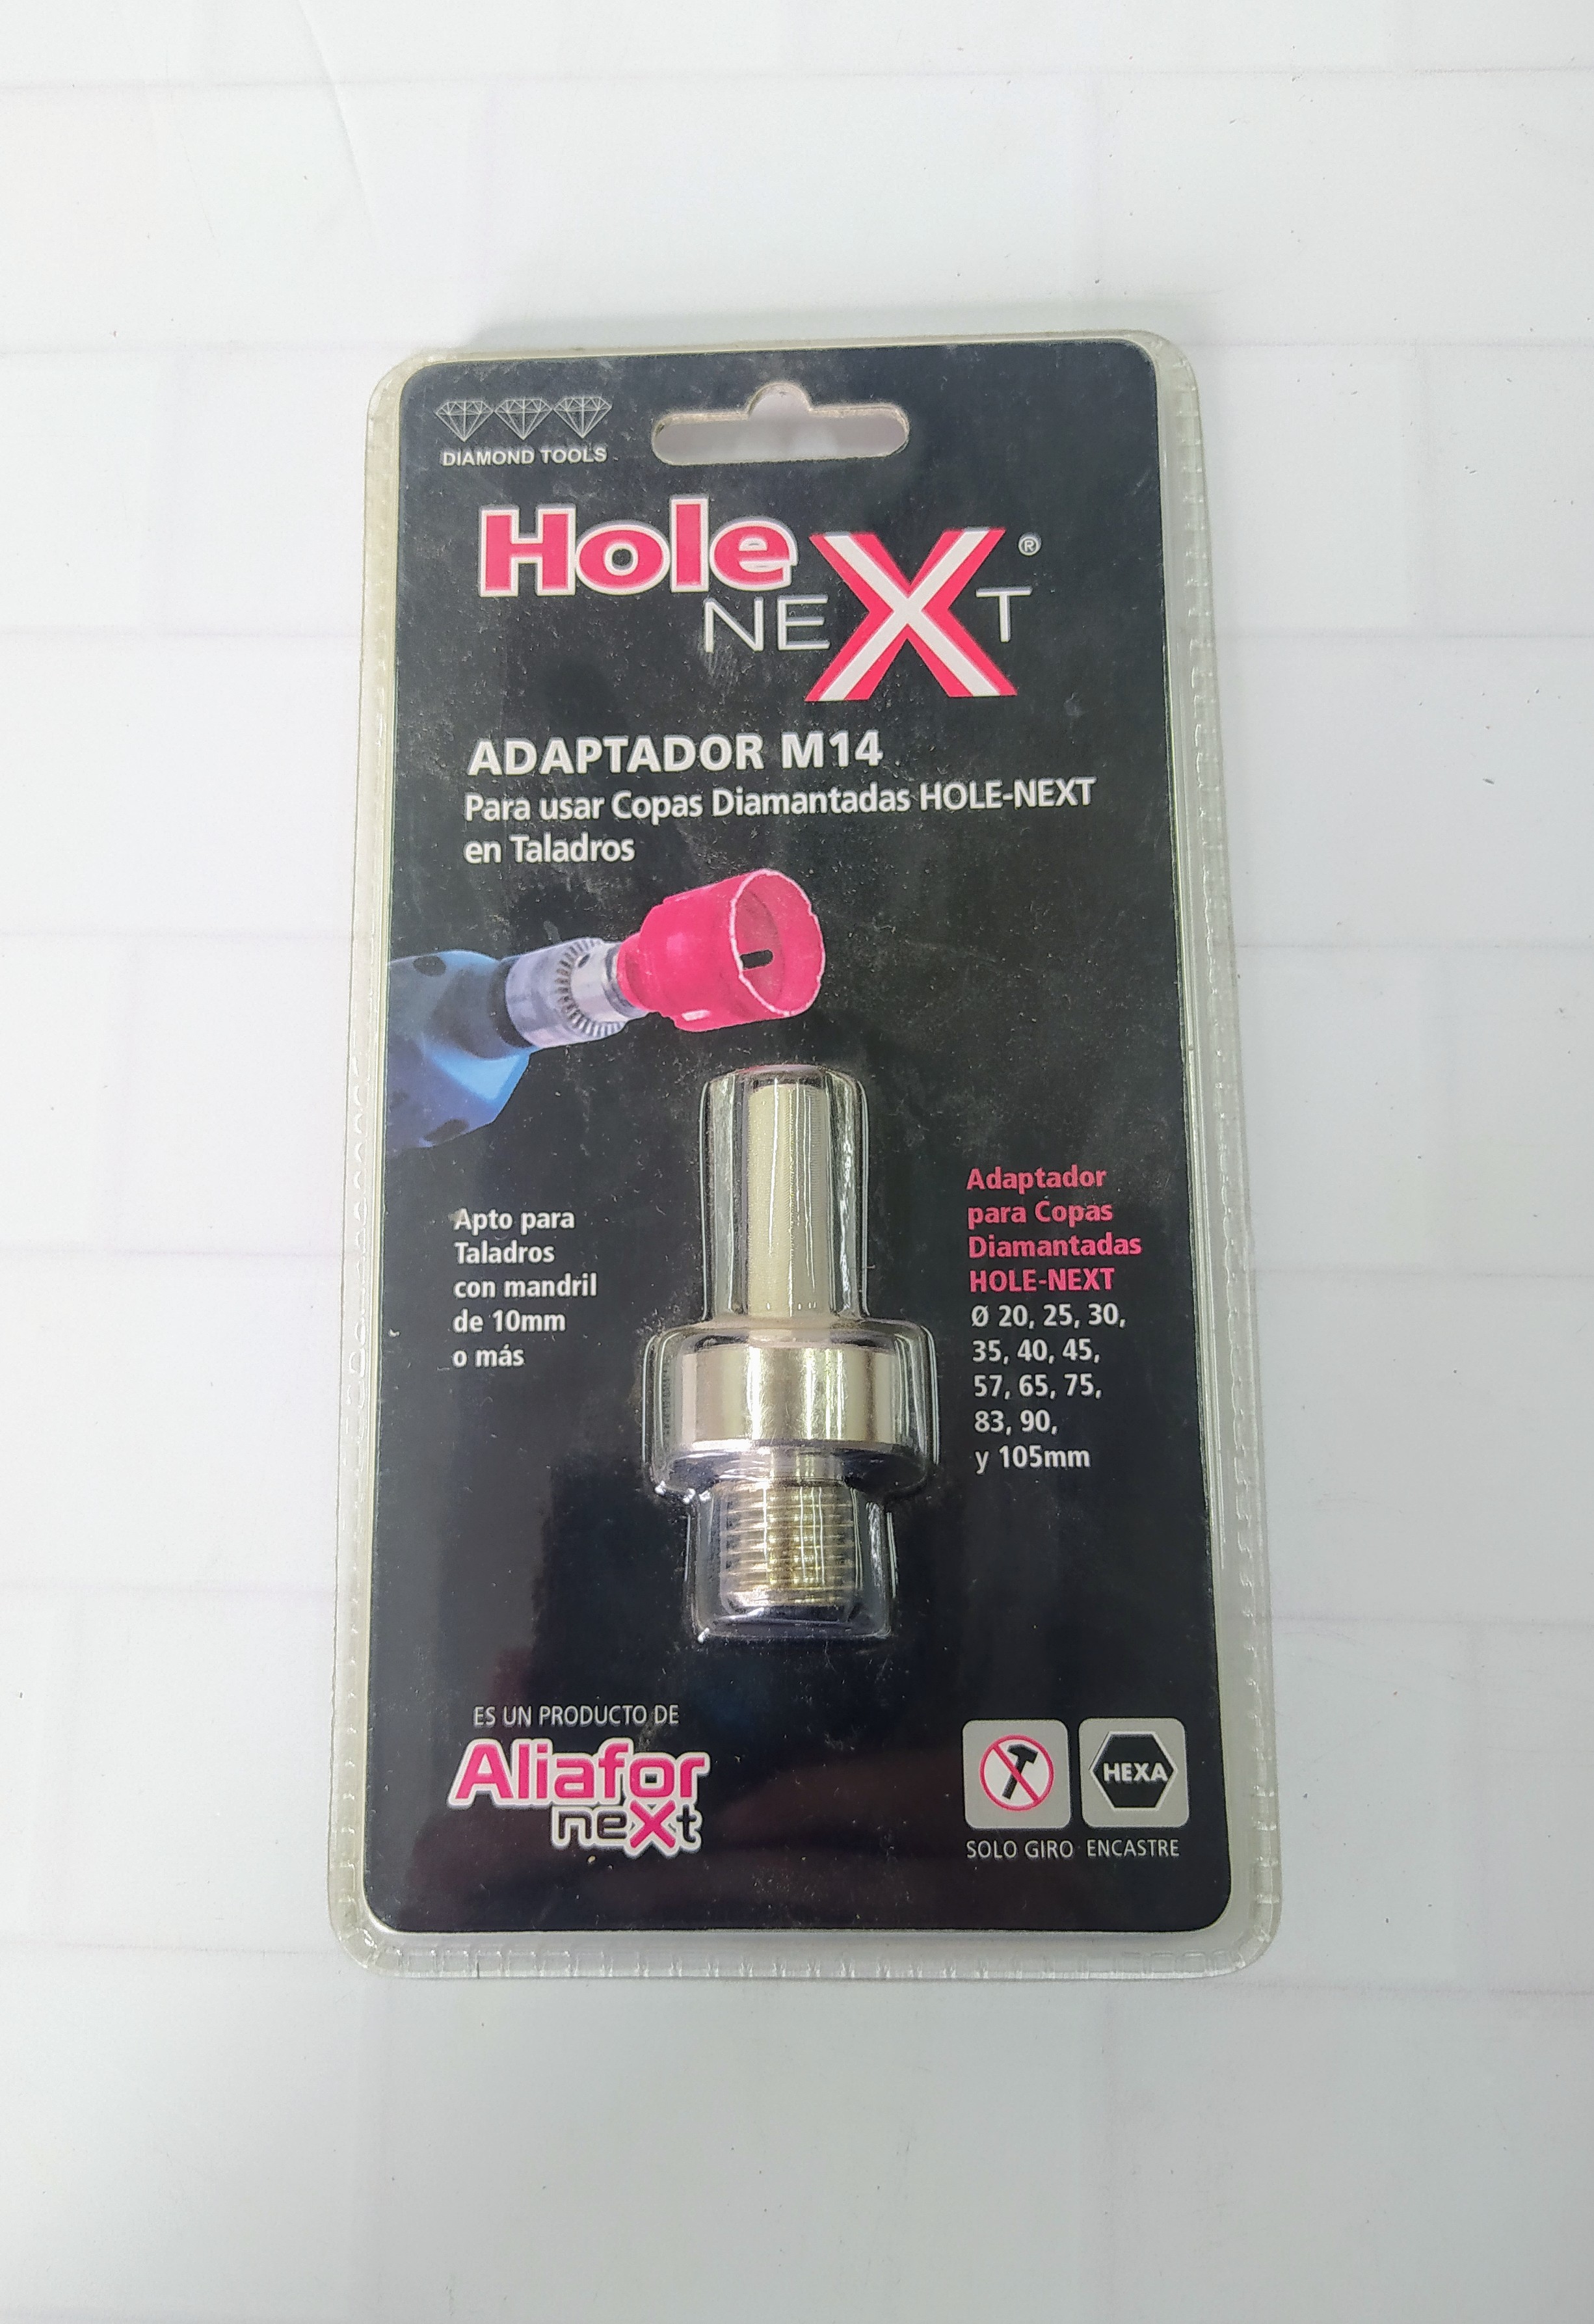 DIAMOND TOOLS
Hole
NEXT®
ADAPTADOR M14
Para usar Copas Diamantadas HOLE-NEXT
en Taladros
Apto para
Taladros
con mandril
de 10mm
o más
Adaptador
para Copas
Diamantadas
HOLE-NEXT
Ø 20, 25, 30,
35, 40, 45,
57, 65, 75,
83, 90,
y 105mm
ES UN PRODUCTO DE
Aliafor
neXt
HEXA
SOLO GIRO ENCASTRE